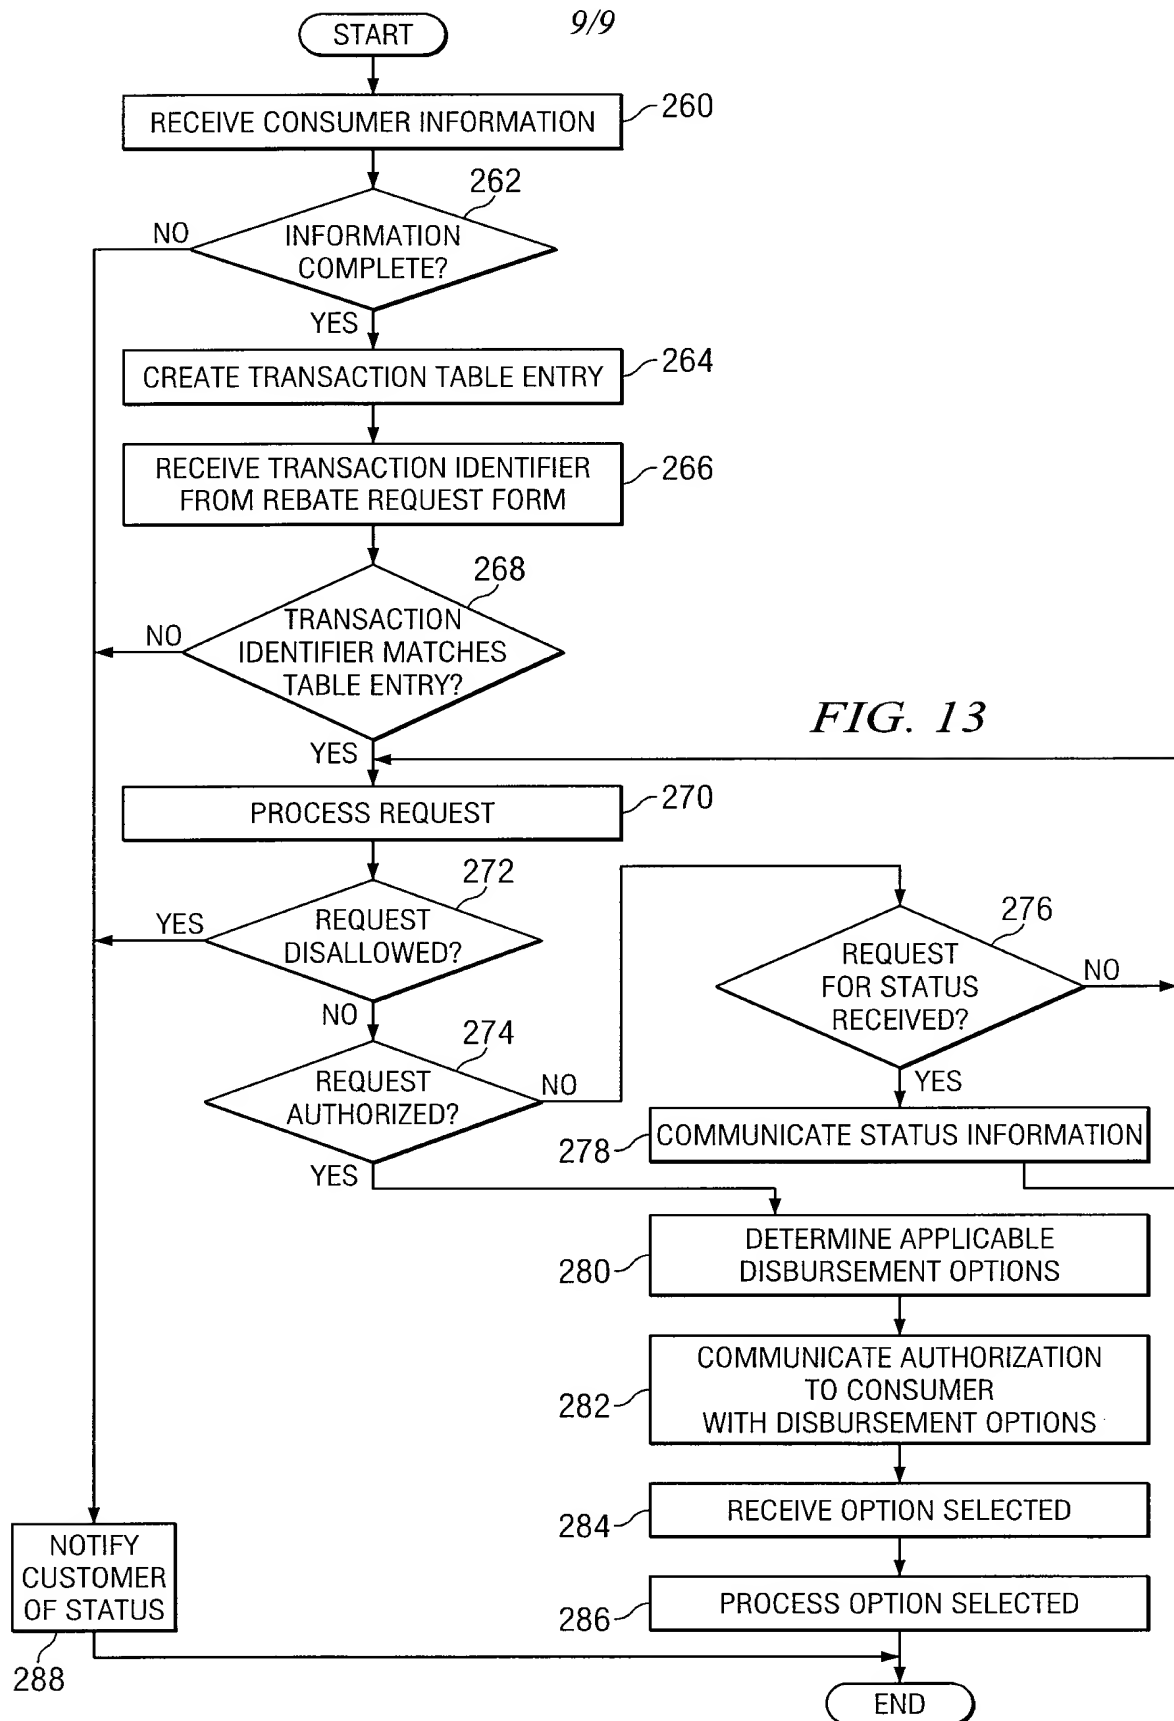 9/9
START
RECEIVE CONSUMER INFORMATION
260
262
INFORMATION
COMPLETE?
NO
YES
CREATE TRANSACTION TABLE ENTRY
264
RECEIVE TRANSACTION IDENTIFIER
FROM REBATE REQUEST FORM
266
268
TRANSACTION
IDENTIFIER MATCHES
TABLE ENTRY?
NO
YES
FIG. 13
PROCESS REQUEST
270
272
REQUEST
DISALLOWED?
YES
NO
274
REQUEST
AUTHORIZED?
NO
YES
276
REQUEST
FOR STATUS
RECEIVED?
NO
YES
278
COMMUNICATE STATUS INFORMATION
280
DETERMINE APPLICABLE
DISBURSEMENT OPTIONS
282
COMMUNICATE AUTHORIZATION
TO CONSUMER
WITH DISBURSEMENT OPTIONS
284
RECEIVE OPTION SELECTED
286
PROCESS OPTION SELECTED
NOTIFY
CUSTOMER
OF STATUS
288
END